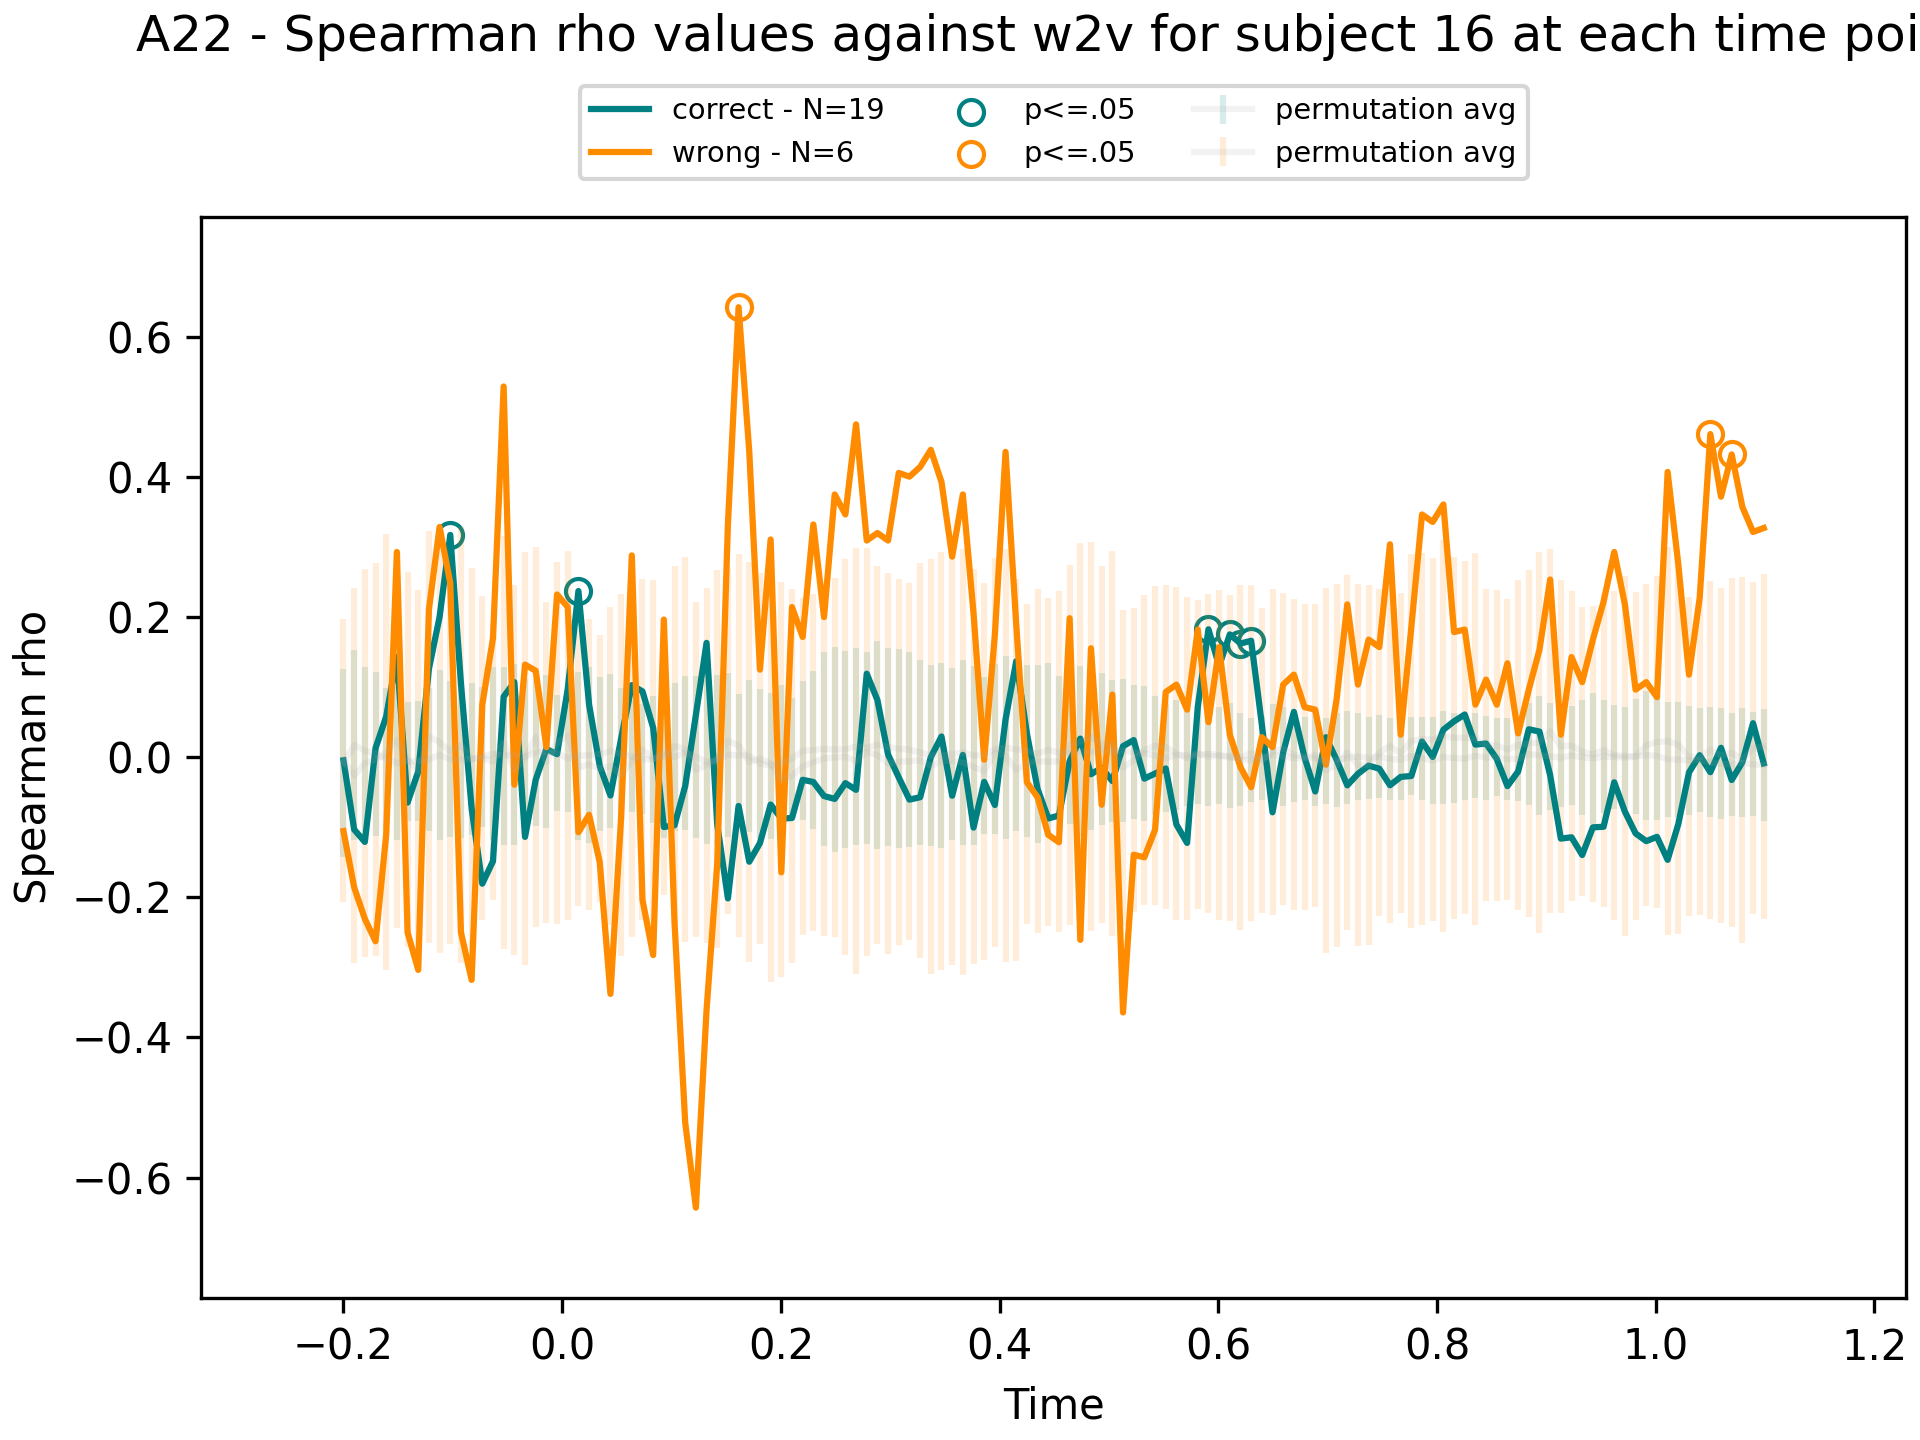 A22 - Spearman rho values against w2v for subject 16 at each time poi
correct - N=19
wrong - N=6
p<=.05
p<=.05
permutation avg
permutation avg
0.6
0.4
0.2
0.0
−0.2
−0.4
−0.6
Spearman rho
−0.2 0.0 0.2 0.4 0.6 0.8 1.0 1.2
Time